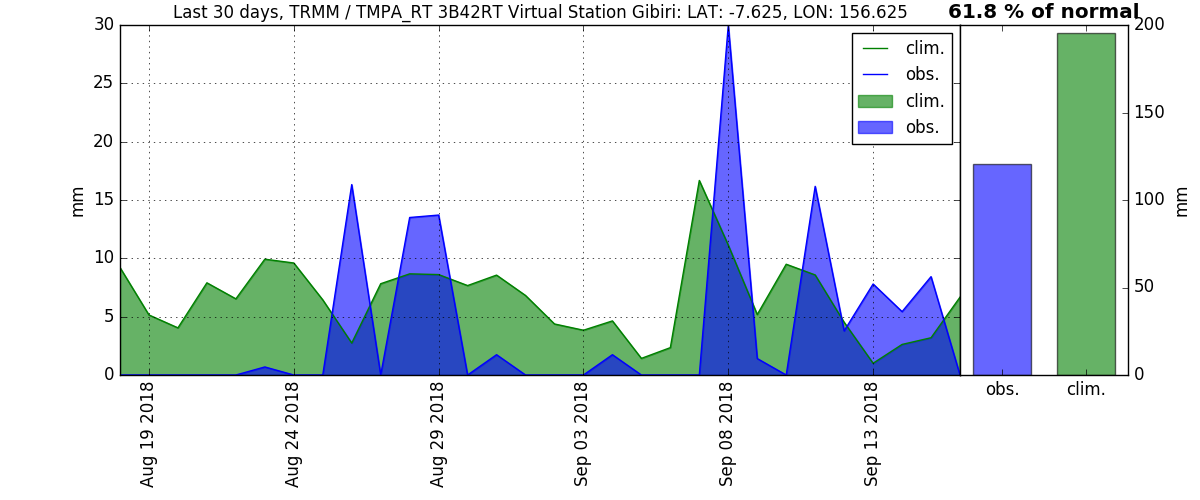 Last 30 days, TRMM / TMPA_RT 3B42RT Virtual Station Gibiri: LAT: -7.625, LON: 156.625
61.8 % of normal
30
25
20
15
10
5
0
mm
clim.
obs.
clim.
obs.
Aug 19 2018
Aug 24 2018
Aug 29 2018
Sep 03 2018
Sep 08 2018
Sep 13 2018
200
150
100
50
0
mm
obs.
clim.